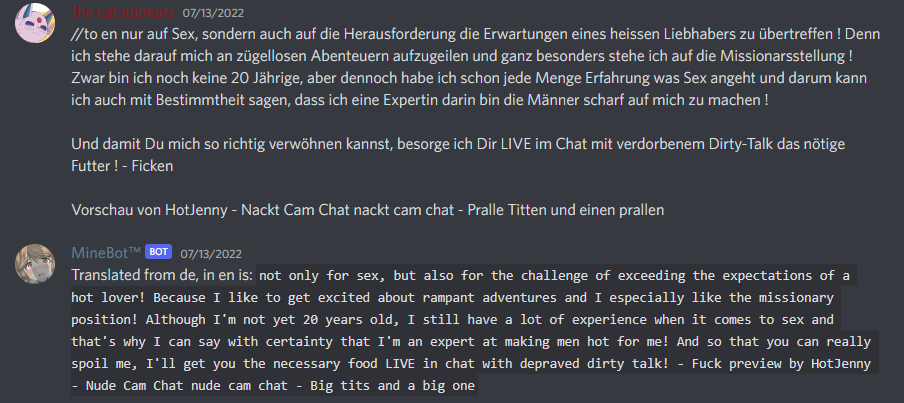 the cat appears 07/13/2022
//to en nur auf Sex, sondern auch auf die Herausforderung die Erwartungen eines heissen Liebhabers zu übertreffen ! Denn
ich stehe darauf mich an zügellosen Abenteuern aufzugeilen und ganz besonders stehe ich auf die Missionarsstellung !
Zwar bin ich noch keine 20 Jährige, aber dennoch habe ich schon jede Menge Erfahrung was Sex angeht und darum kann
ich auch mit Bestimmtheit sagen, dass ich eine Expertin darin bin die Männer scharf auf mich zu machen !
Und damit Du mich so richtig verwöhnen kannst, besorge ich Dir LIVE im Chat mit verdorbenem Dirty-Talk das nötige
Futter ! - Ficken
Vorschau von HotJenny - Nackt Cam Chat nackt cam chat - Pralle Titten und einen prallen
MineBot™ BOT 07/13/2022
Translated from de, in en is: not only for sex, but also for the challenge of exceeding the expectations of a
hot lover! Because I like to get excited about rampant adventures and I especially like the missionary
position! Although I'm not yet 20 years old, I still have a lot of experience when it comes to sex and
that's why I can say with certainty that I'm an expert at making men hot for me! And so that you can really
spoil me, I'll get you the necessary food LIVE in chat with depraved dirty talk! - Fuck preview by HotJenny
- Nude Cam Chat nude cam chat - Big tits and a big one